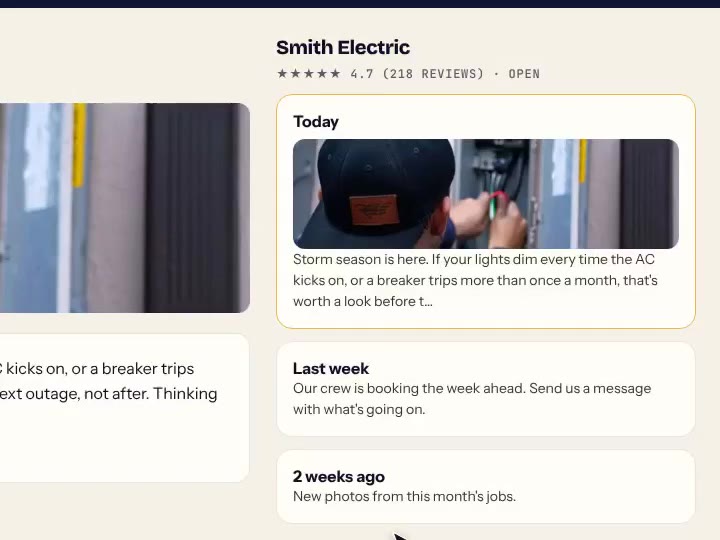 Smith Electric
★★★★★ 4.7 (218 REVIEWS) · OPEN
Today
Storm season is here. If your lights dim every time the AC
kicks on, or a breaker trips more than once a month, that's
worth a look before t...
Last week
Our crew is booking the week ahead. Send us a message
with what's going on.
2 weeks ago
New photos from this month's jobs.
kicks on, or a breaker trips
outage, not after. Thinking